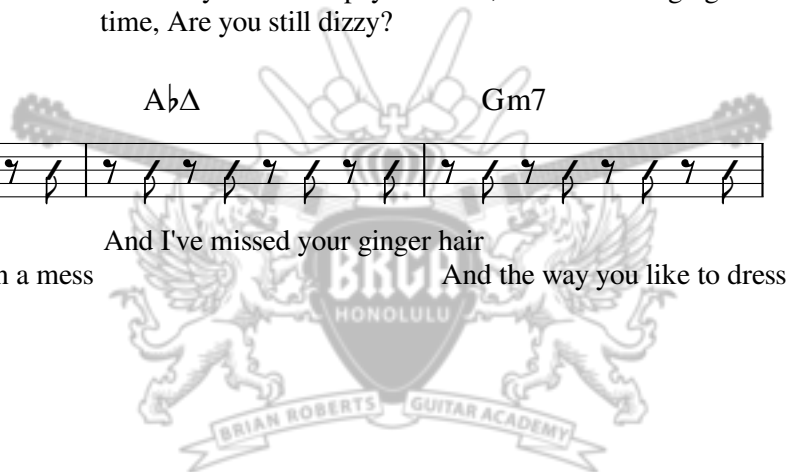 time, Are you still dizzy?
A♭Δ Gm7
And I've missed your ginger hair
a mess And the way you like to dress
BRGA
HONOLULU
BRIAN ROBERTS GUITAR ACADEMY